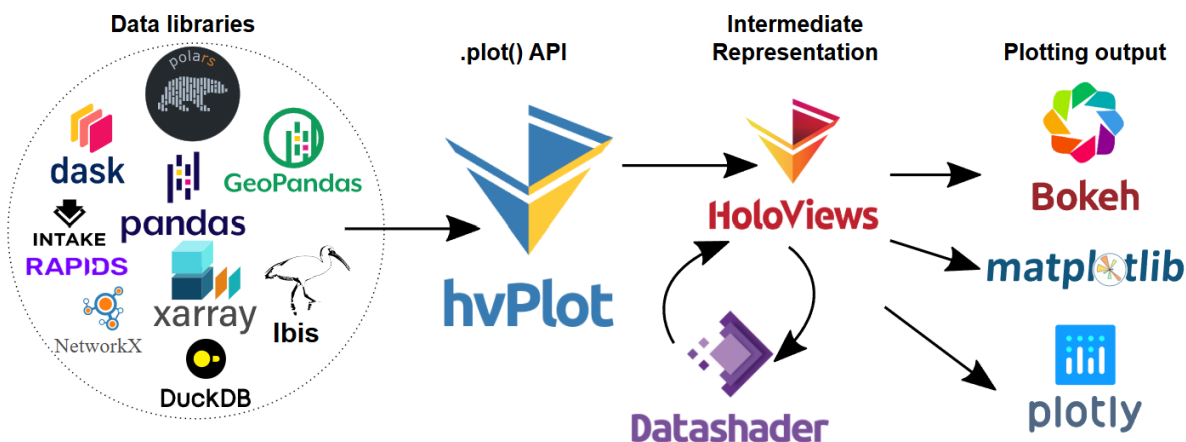 Data libraries
polars
dask
GeoPandas
pandas
INTAKE
RAPIDS
xarray
Ibis
NetworkX
DuckDB
.plot() API
hvPlot
Intermediate
Representation
HoloViews
Datashader
Plotting output
Bokeh
matplotlib
plotly